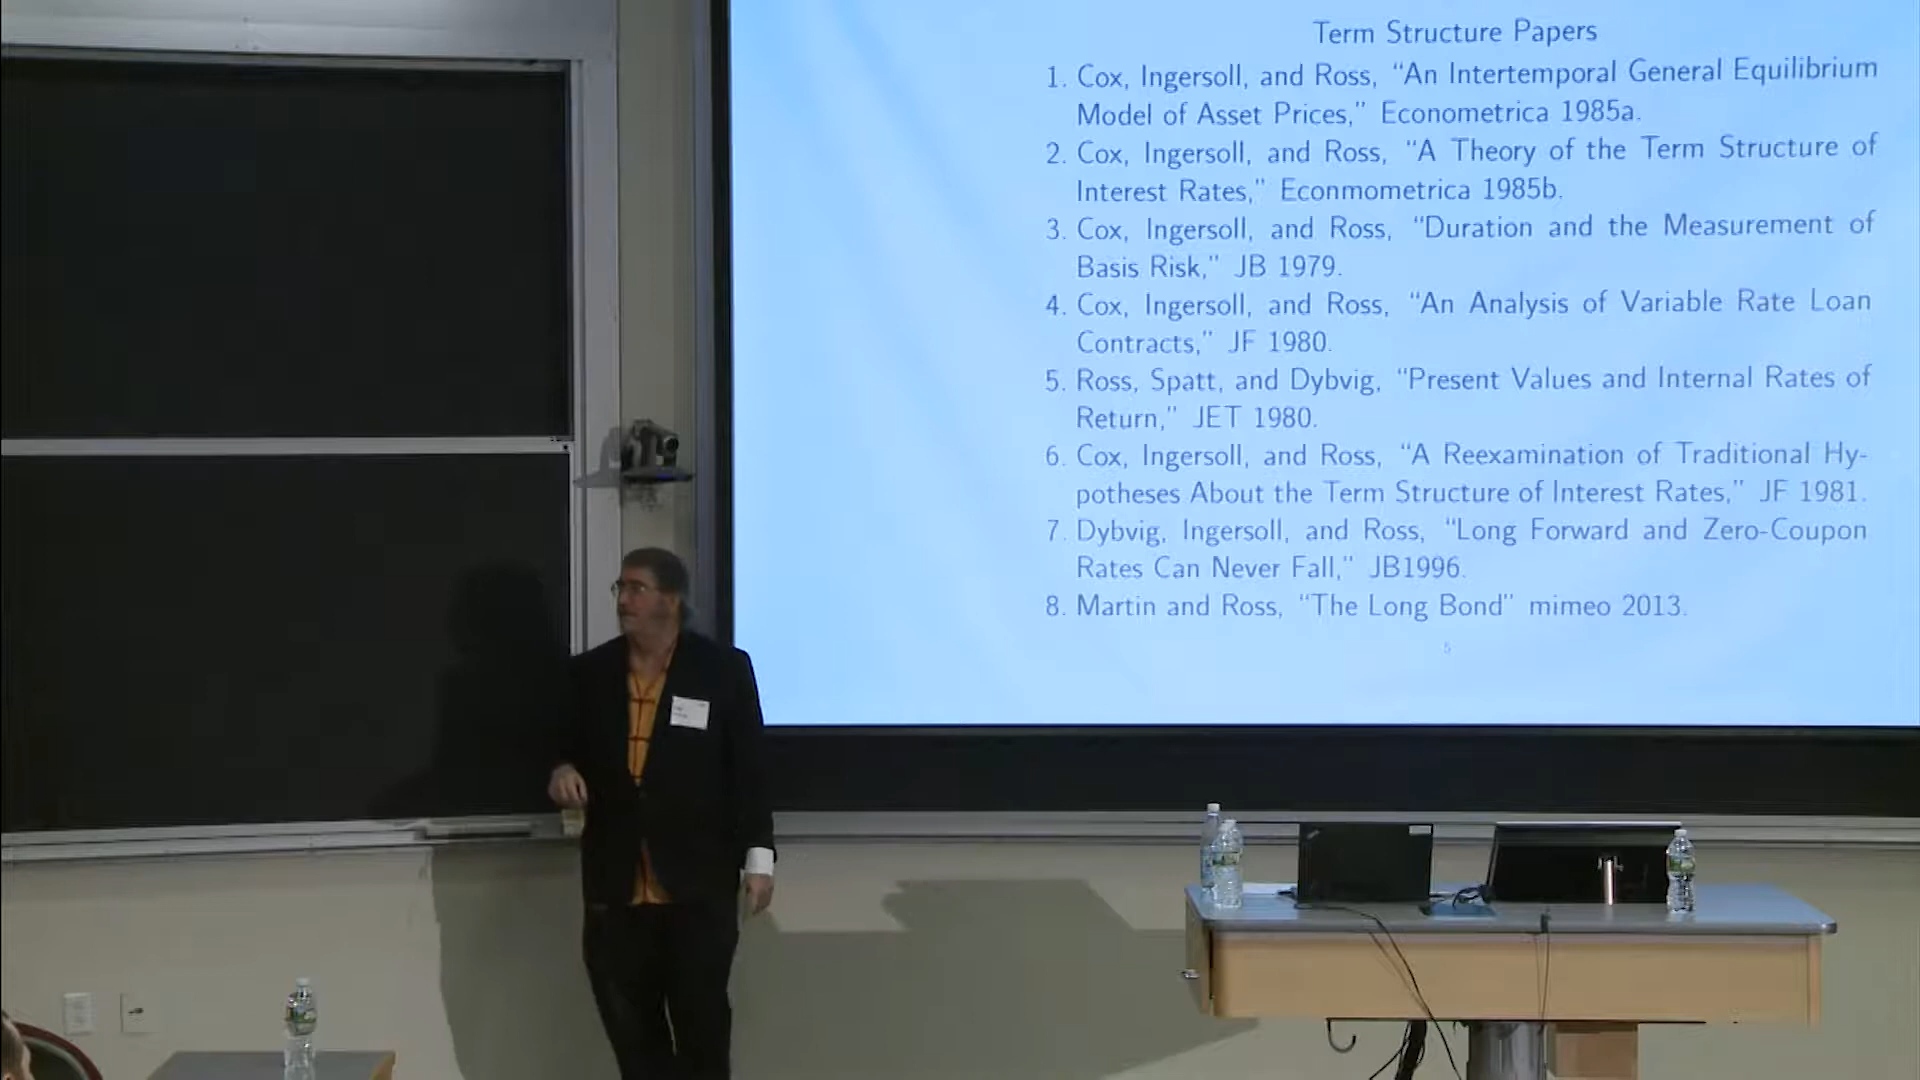 Term Structure Papers
1. Cox, Ingersoll, and Ross, “An Intertemporal General Equilibrium
Model of Asset Prices,” Econometrica 1985a.
2. Cox, Ingersoll, and Ross, “A Theory of the Term Structure of
Interest Rates,” Econmometrica 1985b.
3. Cox, Ingersoll, and Ross, “Duration and the Measurement of
Basis Risk,” JB 1979.
4. Cox, Ingersoll, and Ross, “An Analysis of Variable Rate Loan
Contracts,” JF 1980.
5. Ross, Spatt, and Dybvig, “Present Values and Internal Rates of
Return,” JET 1980.
6. Cox, Ingersoll, and Ross, “A Reexamination of Traditional Hy-
potheses About the Term Structure of Interest Rates,” JF 1981.
7. Dybvig, Ingersoll, and Ross, “Long Forward and Zero-Coupon
Rates Can Never Fall,” JB1996.
8. Martin and Ross, “The Long Bond” mimeo 2013.
5